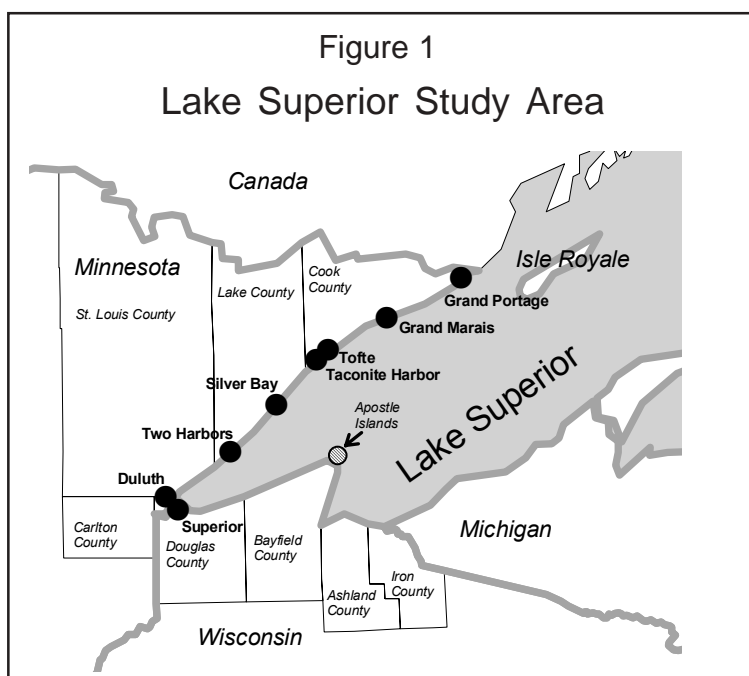 Figure 1
Lake Superior Study Area
Canada
Minnesota
St. Louis County
Lake County
Cook
County
Isle Royale
Grand Portage
Grand Marais
Tofte
Taconite Harbor
Silver Bay
Apostle
Islands
Lake Superior
Two Harbors
Duluth
Superior
Carlton
County
Douglas
County
Bayfield
County
Ashland
County
Iron
County
Michigan
Wisconsin